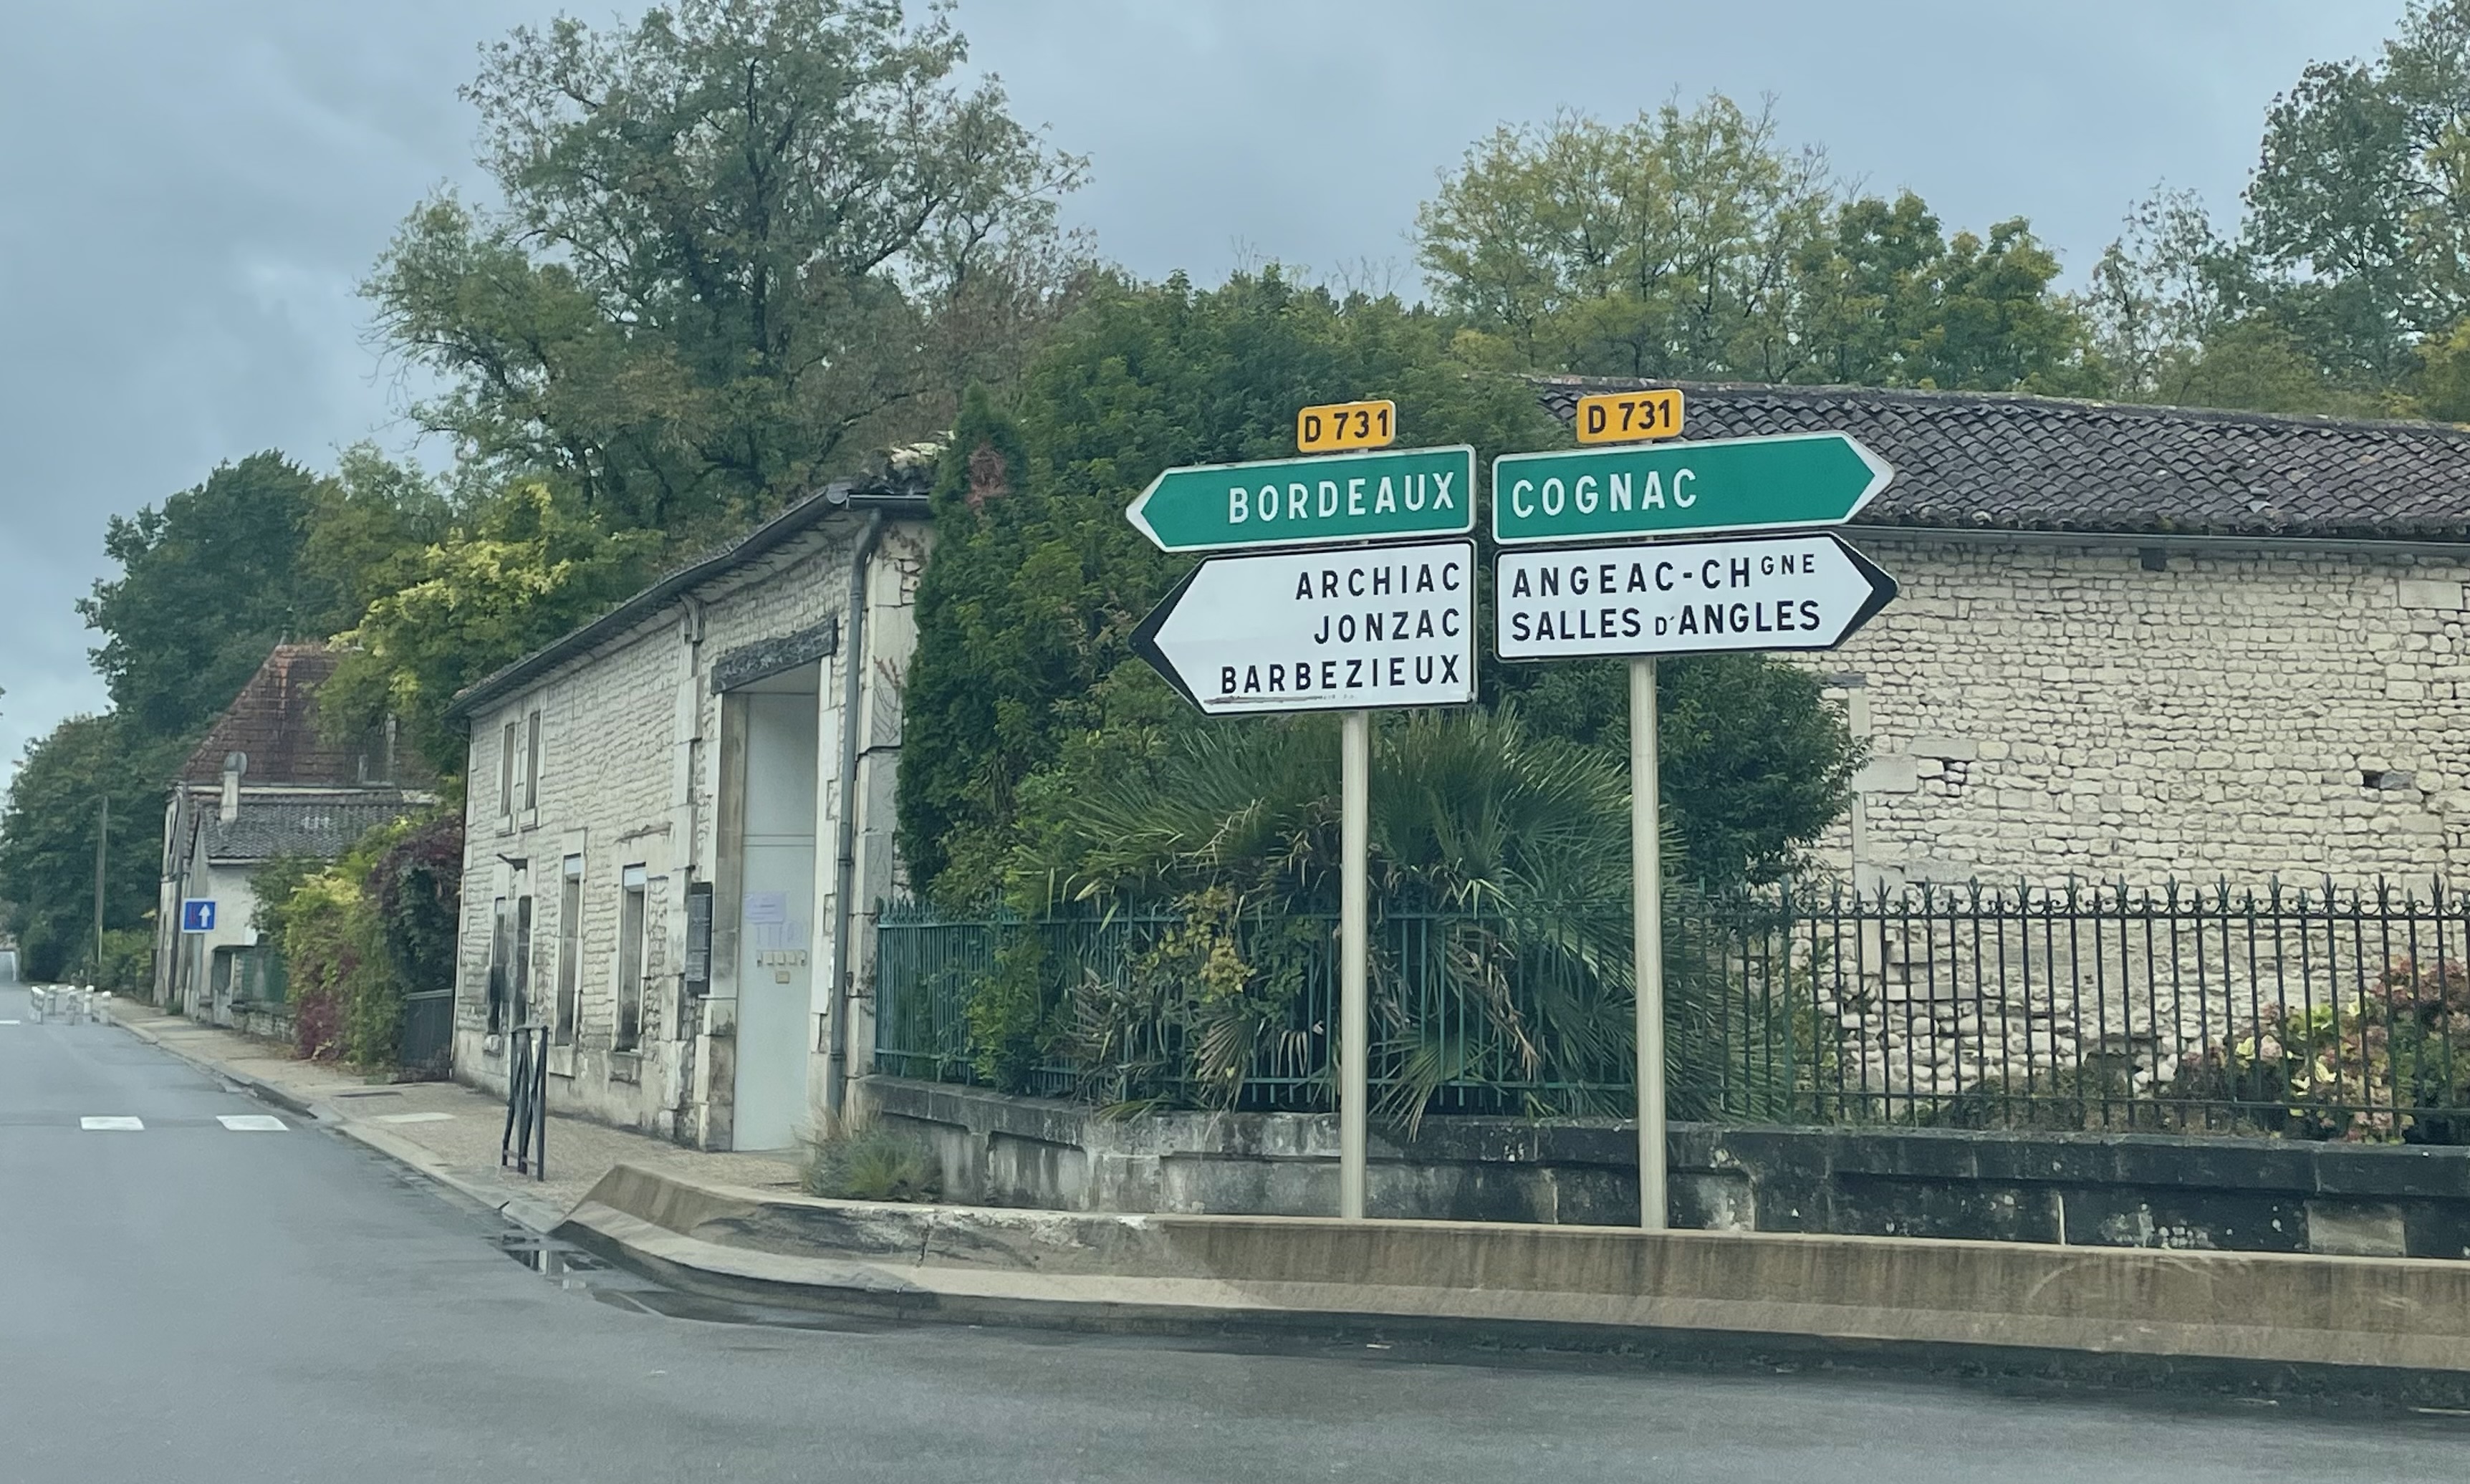 D 731
BORDEAUX
ARCHIAC
JONZAC
BARBEZIEUX
D 731
COGNAC
ANGEAC-CHGNE
SALLES D'ANGLES